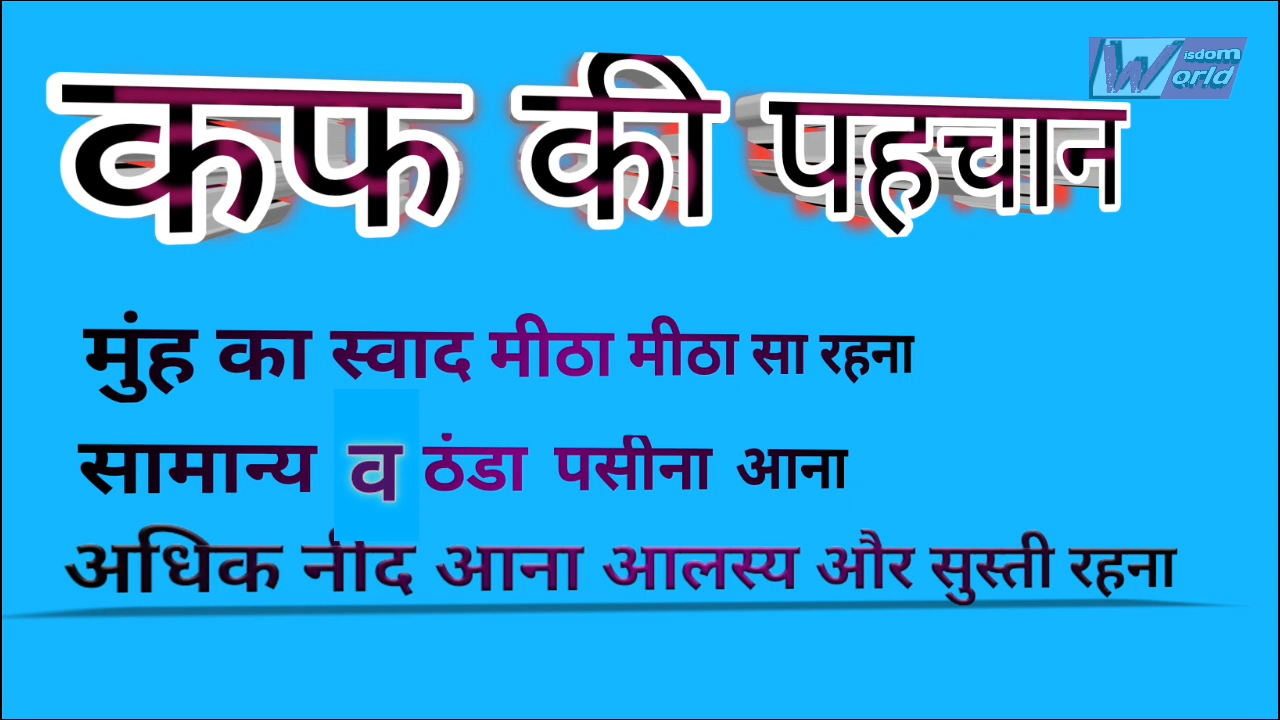 Wisdom World
कफ की पहचान
मुंह का स्वाद मीठा मीठा सा रहना
सामान्य व ठंडा पसीना आना
अधिक नींद आना आलस्य और सुस्ती रहना